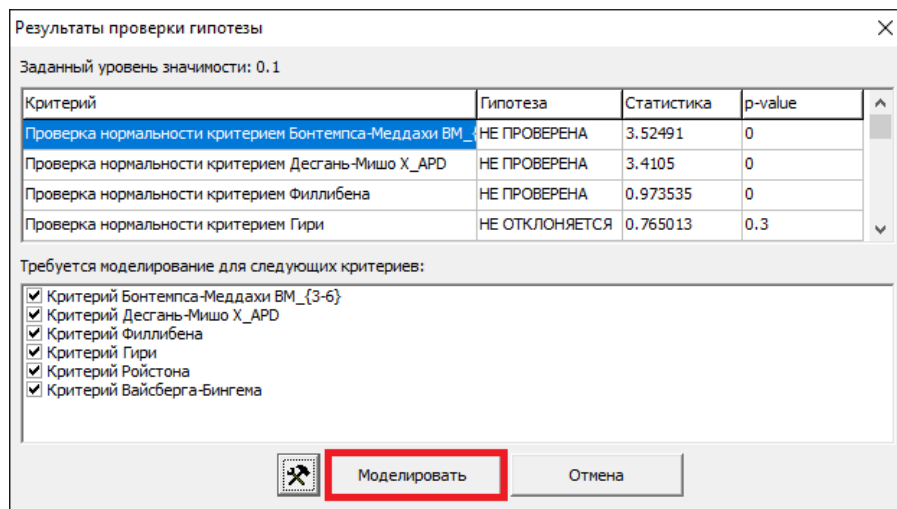 Результаты проверки гипотезы
Заданный уровень значимости: 0.1
Критерий Гипотеза Статистика p-value
Проверка нормальности критерием Бонтемпса-Меддахи BM_{ НЕ ПРОВЕРЕНА 3.52491 0
Проверка нормальности критерием Десгань-Мишо X_APD НЕ ПРОВЕРЕНА 3.4105 0
Проверка нормальности критерием Филлибена НЕ ПРОВЕРЕНА 0.973535 0
Проверка нормальности критерием Гири НЕ ОТКЛОНЯЕТСЯ 0.765013 0.3
Требуется моделирование для следующих критериев:
Критерий Бонтемпса-Меддахи BM_{3-6}
Критерий Десгань-Мишо X_APD
Критерий Филлибена
Критерий Гири
Критерий Ройстона
Критерий Вайсберга-Бингема
Моделировать Отмена